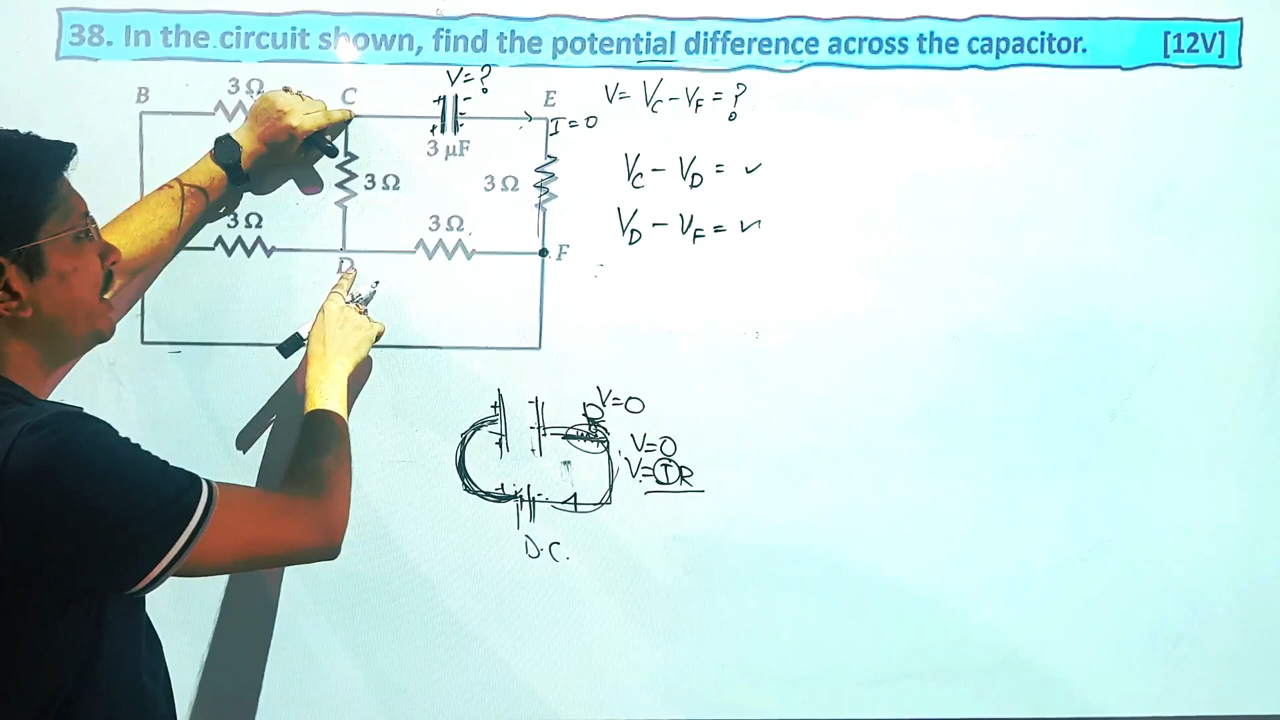 38. In the circuit shown, find the potential difference across the capacitor. [12V]
V=?
B
3 Ω
C
E
V = V_C - V_F = ?
I = 0
3 μF
V_C - V_D = ✓
3 Ω
3 Ω
3 Ω
3 Ω
V_D - V_F = ✓
D
F
V=0
V=0
V=IR
D.C.